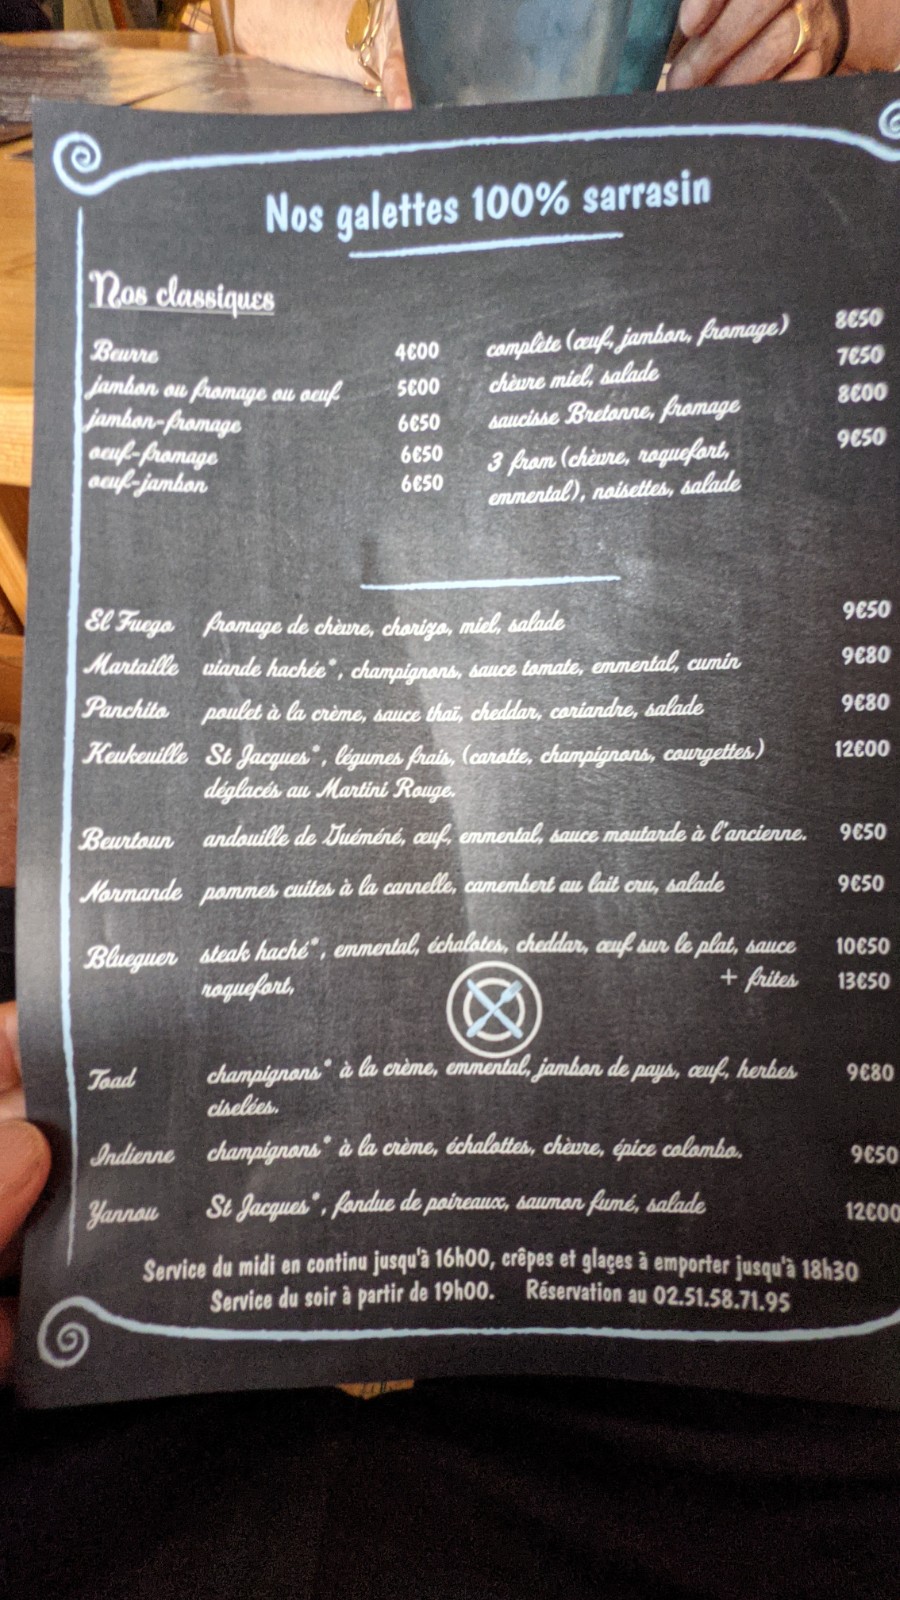 Nos galettes 100% sarrasin
Nos classiques
Beurre 4€00
jambon ou fromage ou oeuf 5€00
jambon-fromage 6€50
oeuf-fromage 6€50
oeuf-jambon 6€50
complète (œuf, jambon, fromage) 8€50
chèvre miel, salade 7€50
saucisse Bretonne, fromage 8€00
3 from (chèvre, roquefort, 9€50
emmental), noisettes, salade
El Fuego fromage de chèvre, chorizo, miel, salade 9€50
Martaille viande hachée*, champignons, sauce tomate, emmental, cumin 9€80
Panchita poulet à la crème, sauce thaï, cheddar, coriandre, salade 9€80
Keukeuille St Jacques*, légumes frais, (carotte, champignons, courgettes) 12€00
déglacés au Martini Rouge.
Beurtoun andouille de Guéméné, œuf, emmental, sauce moutarde à l'ancienne. 9€50
Normande pommes cuites à la cannelle, camembert au lait cru, salade 9€50
Blueguer steak haché*, emmental, échalotes, cheddar, œuf sur le plat, sauce 10€50
roquefort, + frites 13€50
Toad champignons* à la crème, emmental, jambon de pays, œuf, herbes 9€80
ciselées.
Indienne champignons* à la crème, échalottes, chèvre, épice colombo. 9€50
Yannou St Jacques*, fondue de poireaux, saumon fumé, salade 12€00
Service du midi en continu jusqu'à 16h00, crêpes et glaçes à emporter jusqu'à 18h30
Service du soir à partir de 19h00. Réservation au 02.51.58.71.95